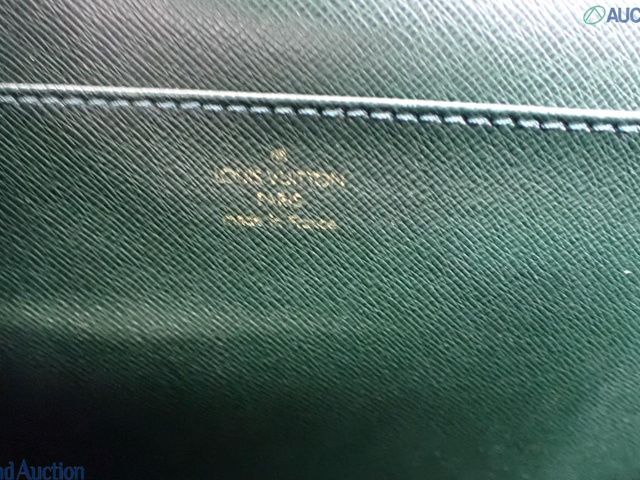 AUC
LOUIS VUITTON
PARIS
made in France
nd Auction